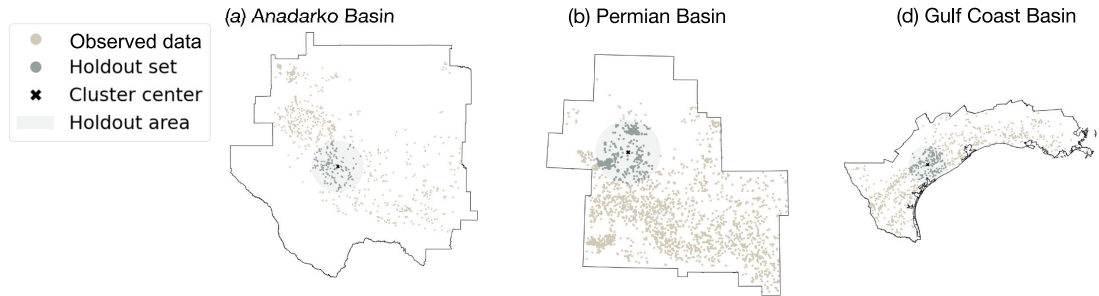 (a) Anadarko Basin
(b) Permian Basin
(d) Gulf Coast Basin
Observed data
Holdout set
Cluster center
Holdout area